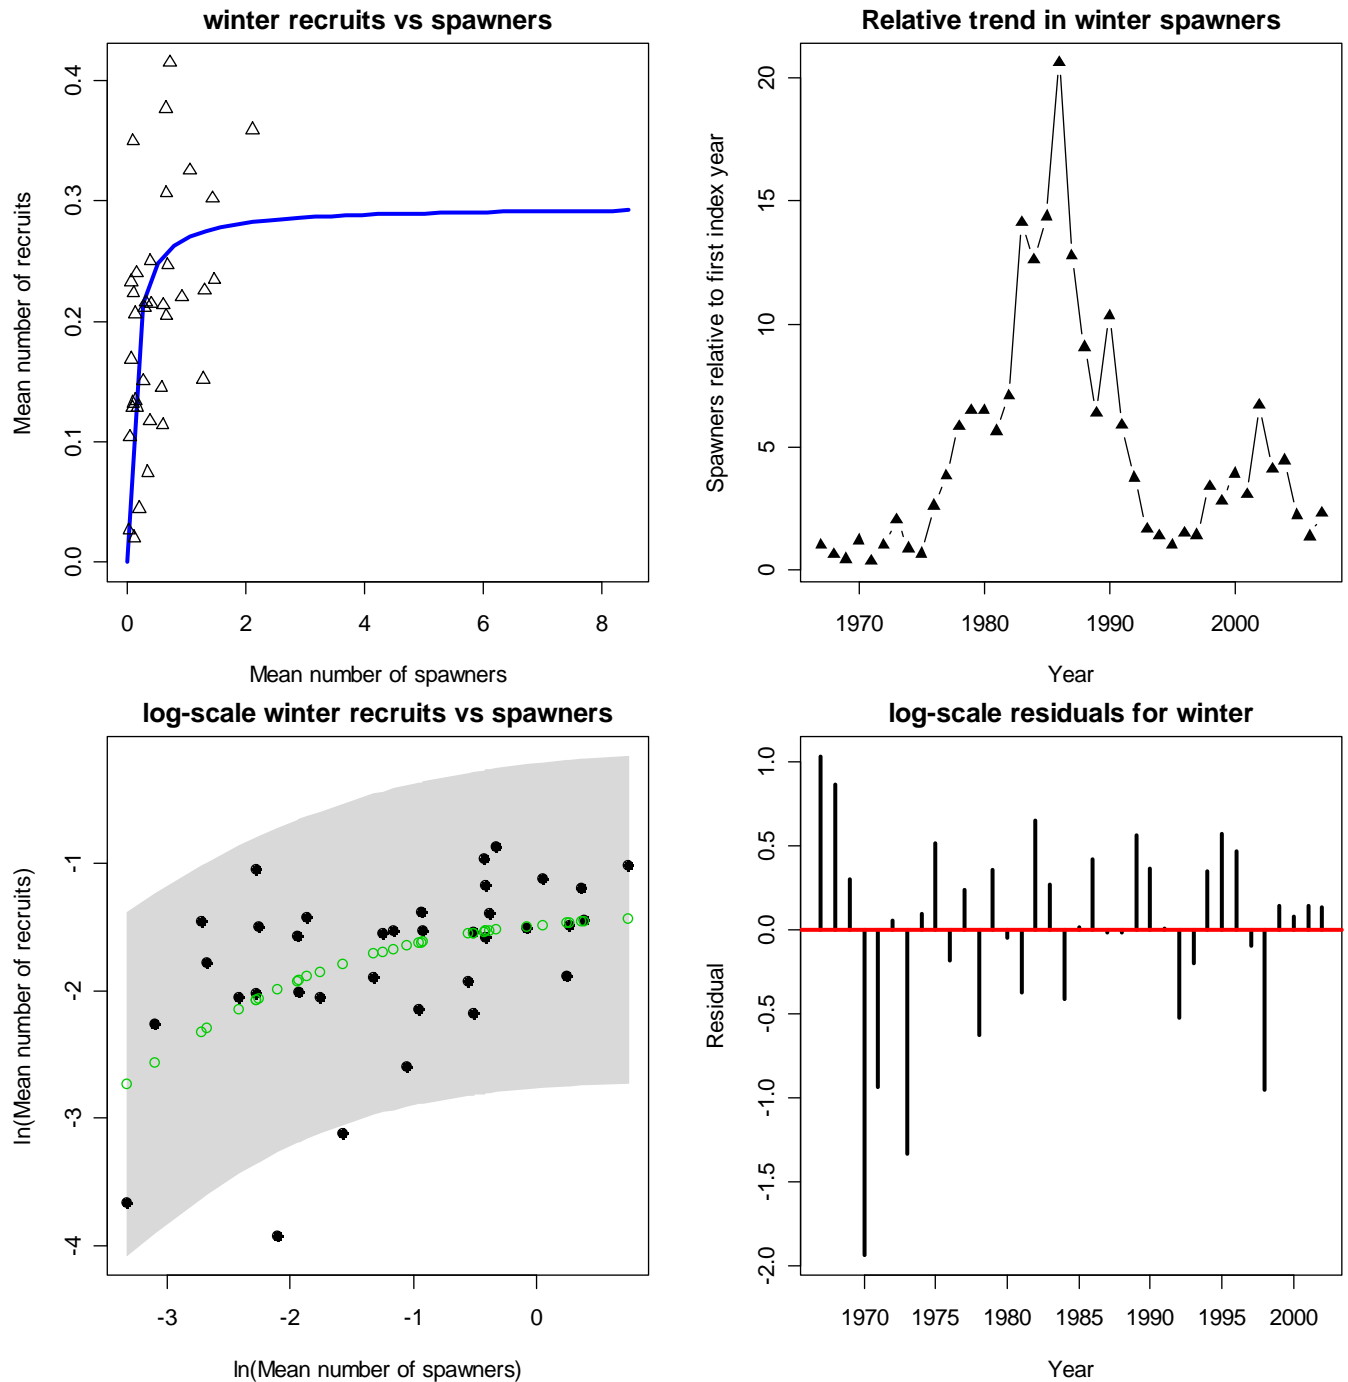 winter recruits vs spawners
Mean number of recruits
0.0 0.1 0.2 0.3 0.4
0 2 4 6 8
Mean number of spawners
Relative trend in winter spawners
Spawners relative to first index year
0 5 10 15 20
1970 1980 1990 2000
Year
log-scale winter recruits vs spawners
ln(Mean number of recruits)
-4 -3 -2 -1
-3 -2 -1 0
ln(Mean number of spawners)
log-scale residuals for winter
Residual
-2.0 -1.5 -1.0 -0.5 0.0 0.5 1.0
1970 1975 1980 1985 1990 1995 2000
Year